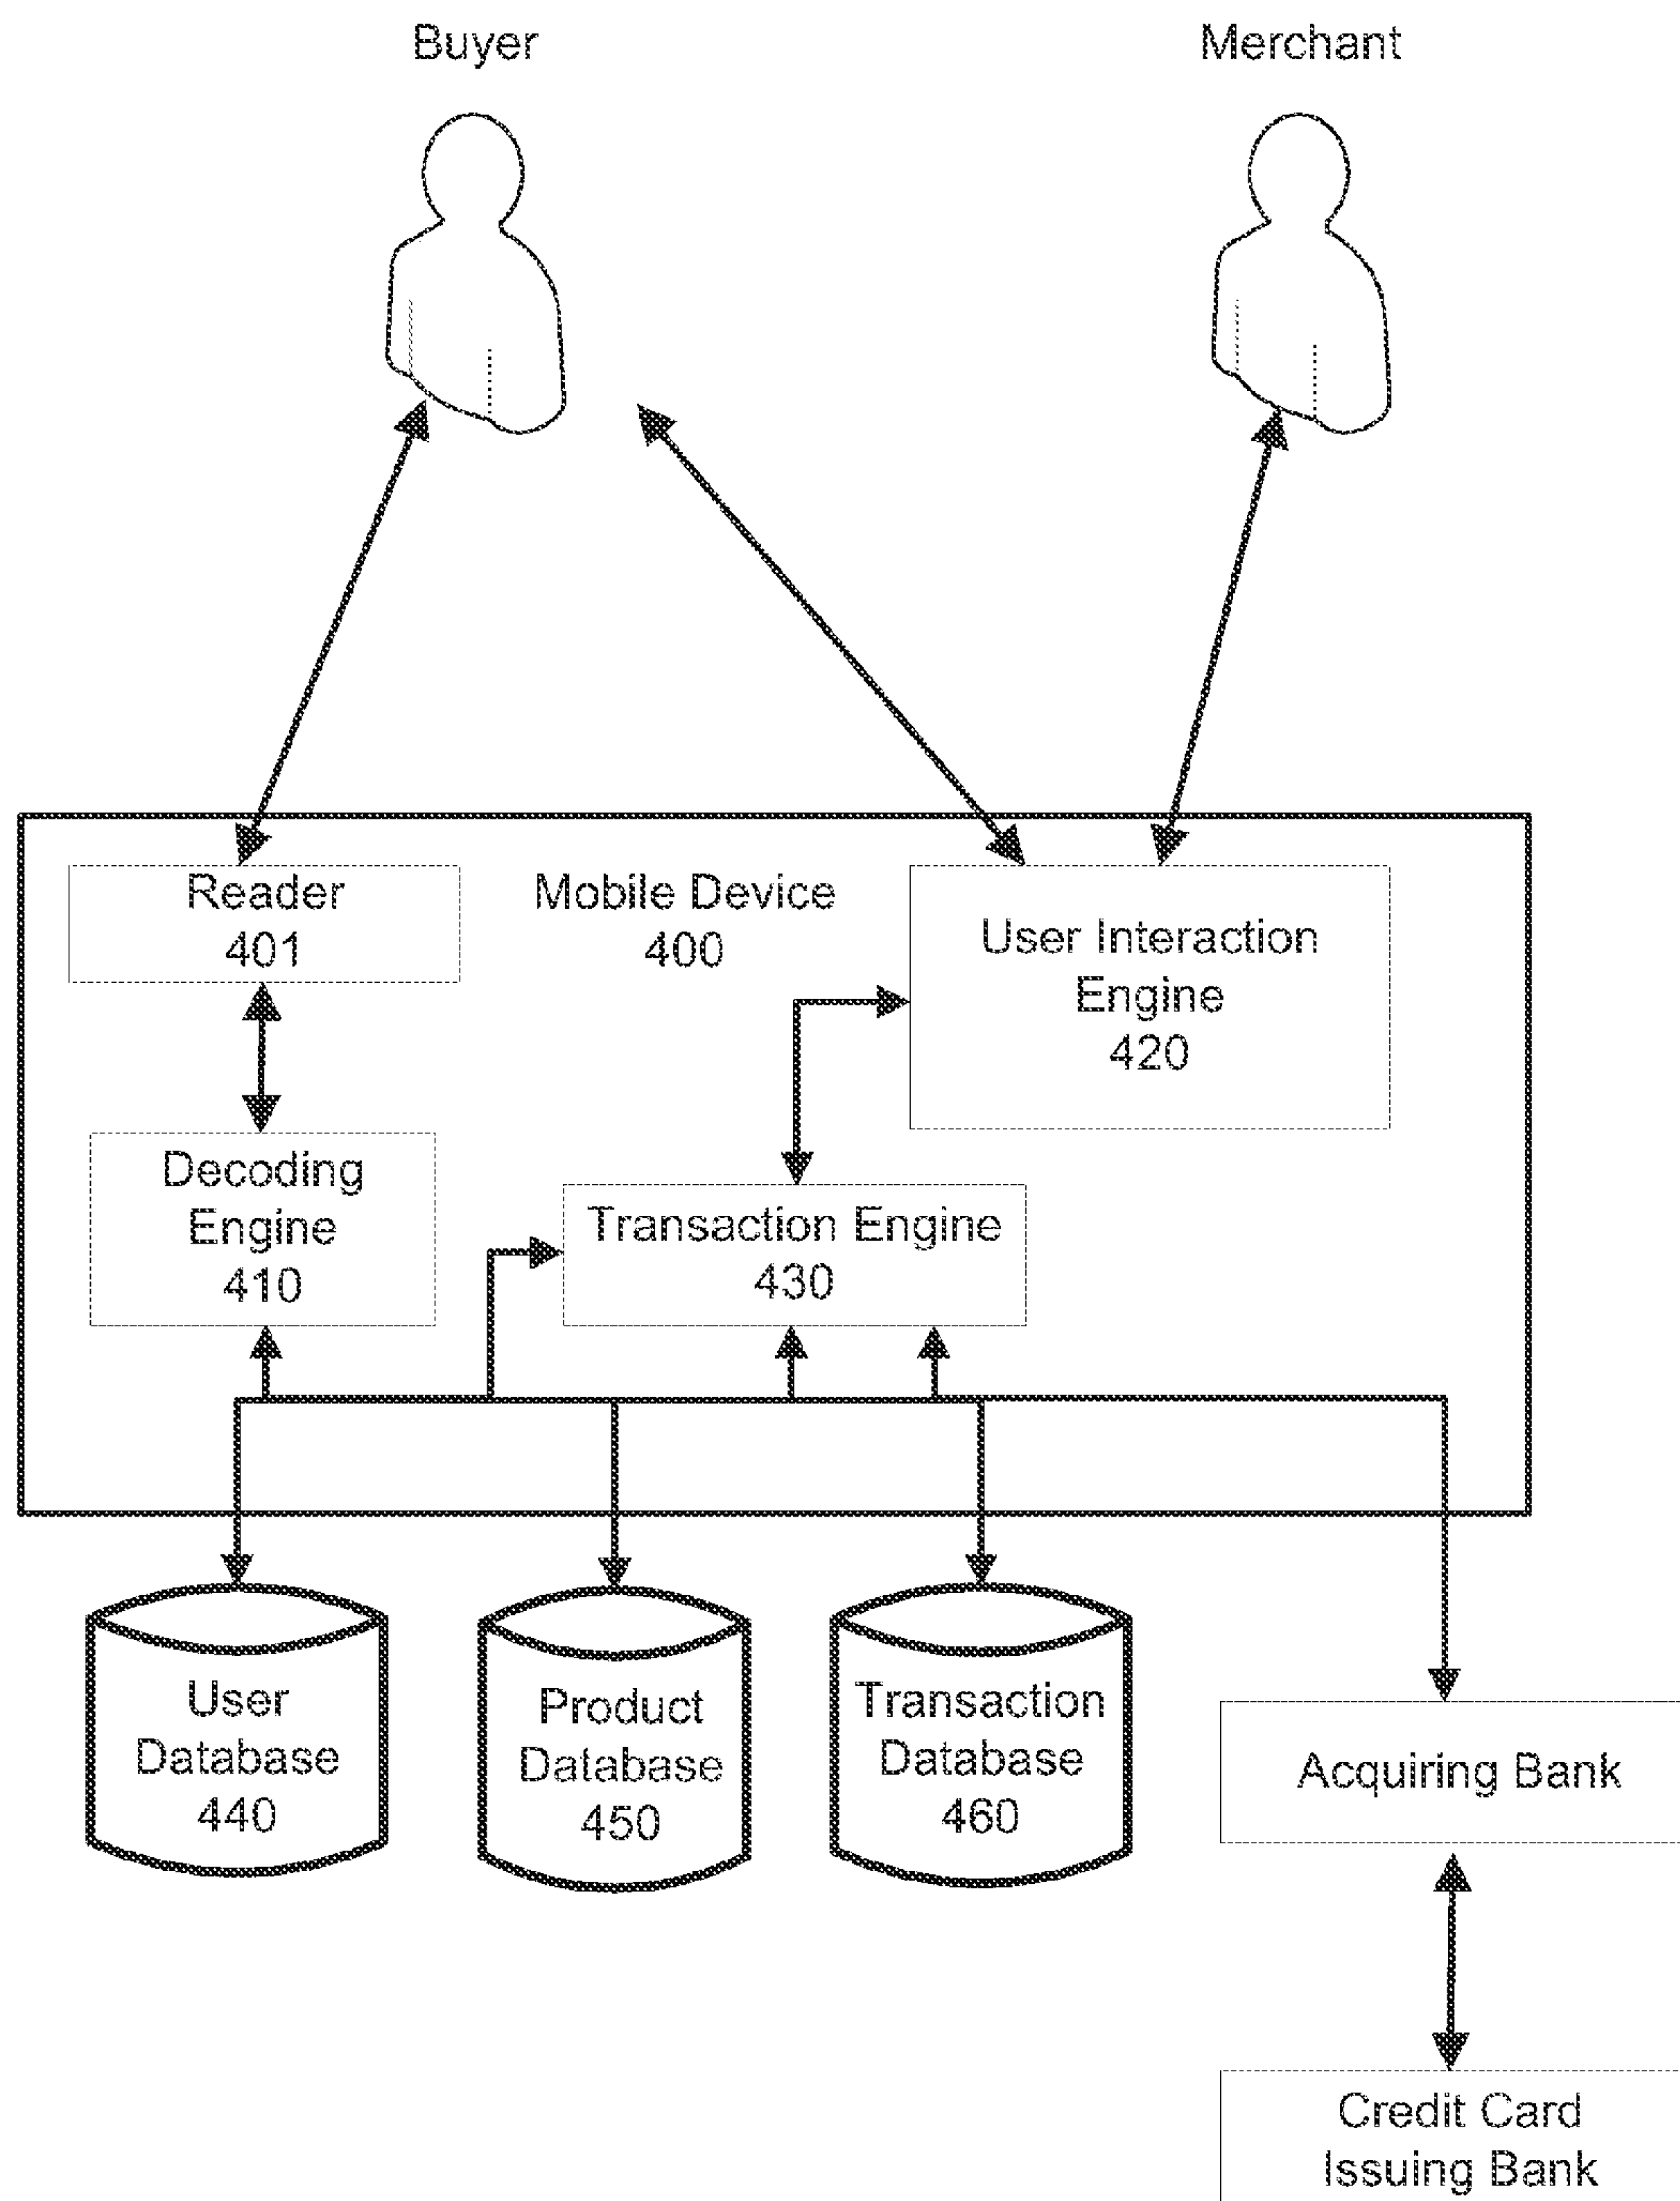 Buyer
Merchant
Reader
401
Mobile Device
400
User Interaction
Engine
420
Decoding
Engine
410
Transaction Engine
430
User
Database
440
Product
Database
450
Transaction
Database
460
Acquiring Bank
Credit Card
Issuing Bank